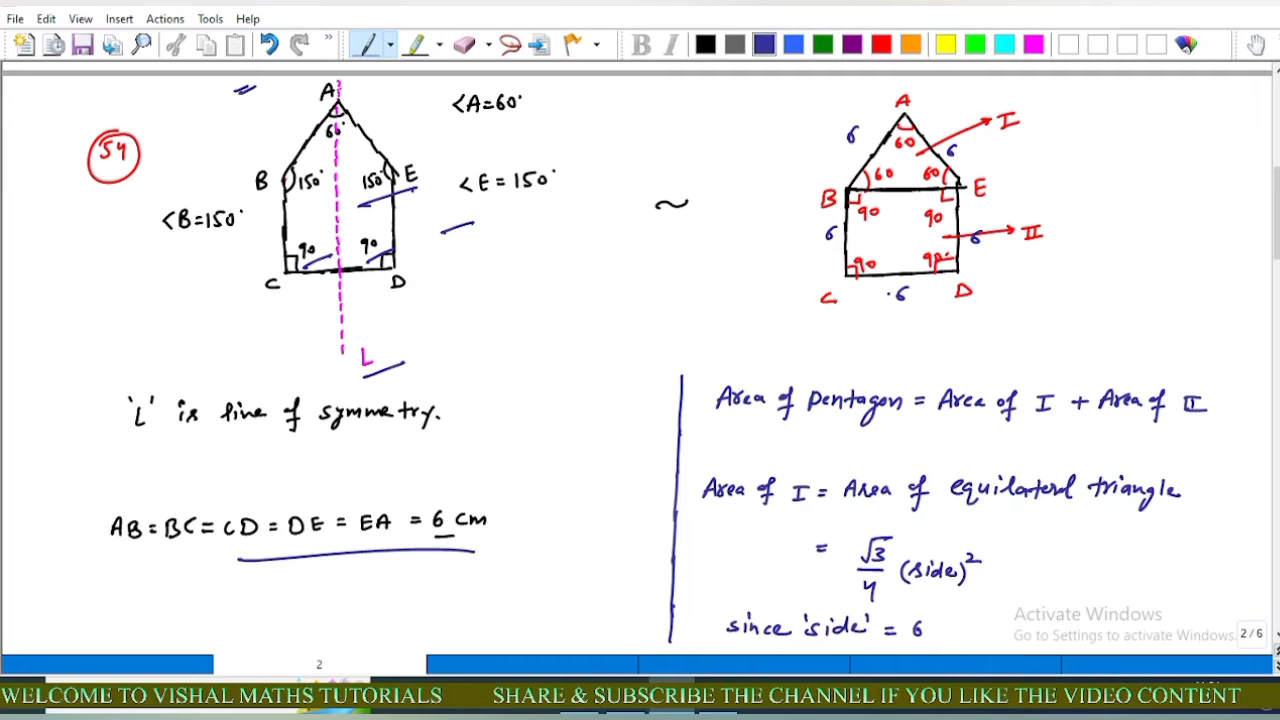 File Edit View Insert Actions Tools Help
54
A
60°
<A=60°
B 150° 150° E
<E = 150°
<B=150°
90 90
C D
L
~
A
6 60 6 I
60 60
B E
90 90
6 6 II
90 90
C 6 D
'L' is line of symmetry.
AB = BC = CD = DE = EA = 6 cm
Area of pentagon = Area of I + Area of II
Area of I = Area of equilateral triangle
= √3/4 (side)²
since 'side' = 6
Activate Windows
Go to Settings to activate Windows.
2/6
2
WELCOME TO VISHAL MATHS TUTORIALS SHARE & SUBSCRIBE THE CHANNEL IF YOU LIKE THE VIDEO CONTENT